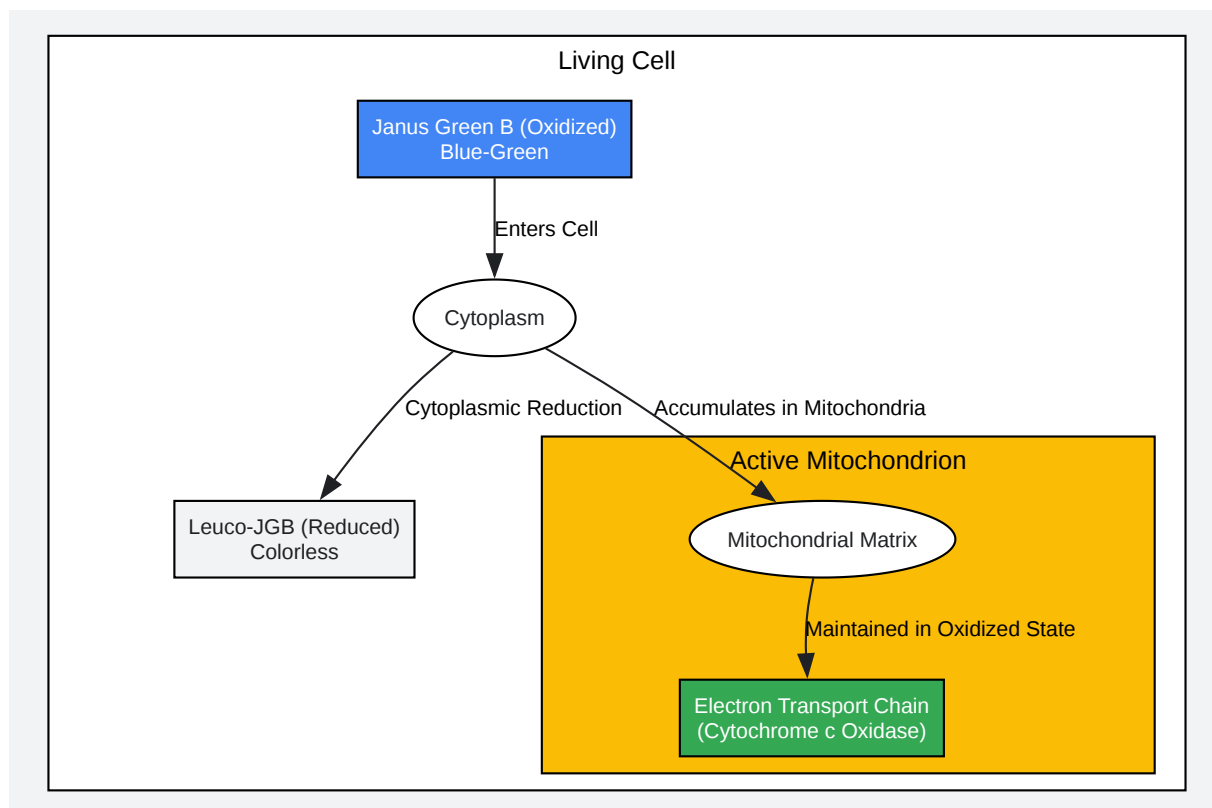 Living Cell
Janus Green B (Oxidized)
Blue-Green
Enters Cell
Cytoplasm
Cytoplasmic Reduction
Accumulates in Mitochondria
Active Mitochondrion
Leuco-JGB (Reduced)
Colorless
Mitochondrial Matrix
Maintained in Oxidized State
Electron Transport Chain
(Cytochrome c Oxidase)